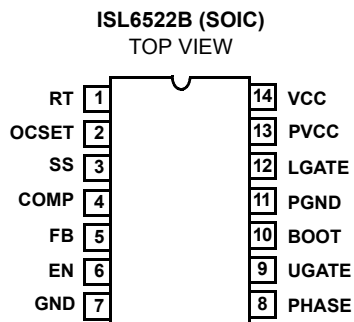 ISL6522B (SOIC)
TOP VIEW
RT 1 14 VCC
OCSET 2 13 PVCC
SS 3 12 LGATE
COMP 4 11 PGND
FB 5 10 BOOT
EN 6 9 UGATE
GND 7 8 PHASE